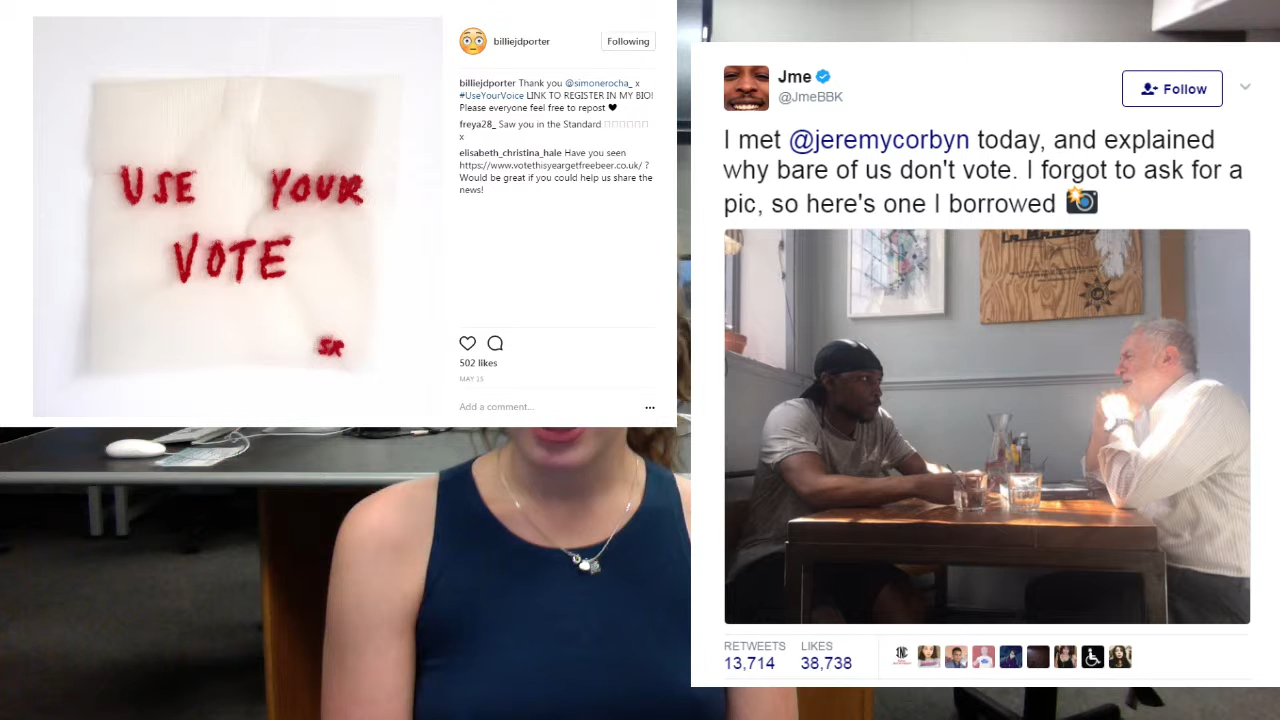 USE YOUR
VOTE
SR
billiejdporter
Following
billiejdporter Thank you @simonerocha_ x
#UseYourVoice LINK TO REGISTER IN MY BIO!
Please everyone feel free to repost
freya28_ Saw you in the Standard
x
elisabeth_christina_hale Have you seen
https://www.votethisyeargetfreebeer.co.uk/ ?
Would be great if you could help us share the
news!
502 likes
MAY 15
Add a comment...
Jme
@JmeBBK
Follow
I met @jeremycorbyn today, and explained
why bare of us don't vote. I forgot to ask for a
pic, so here's one I borrowed
RETWEETS LIKES
13,714 38,738